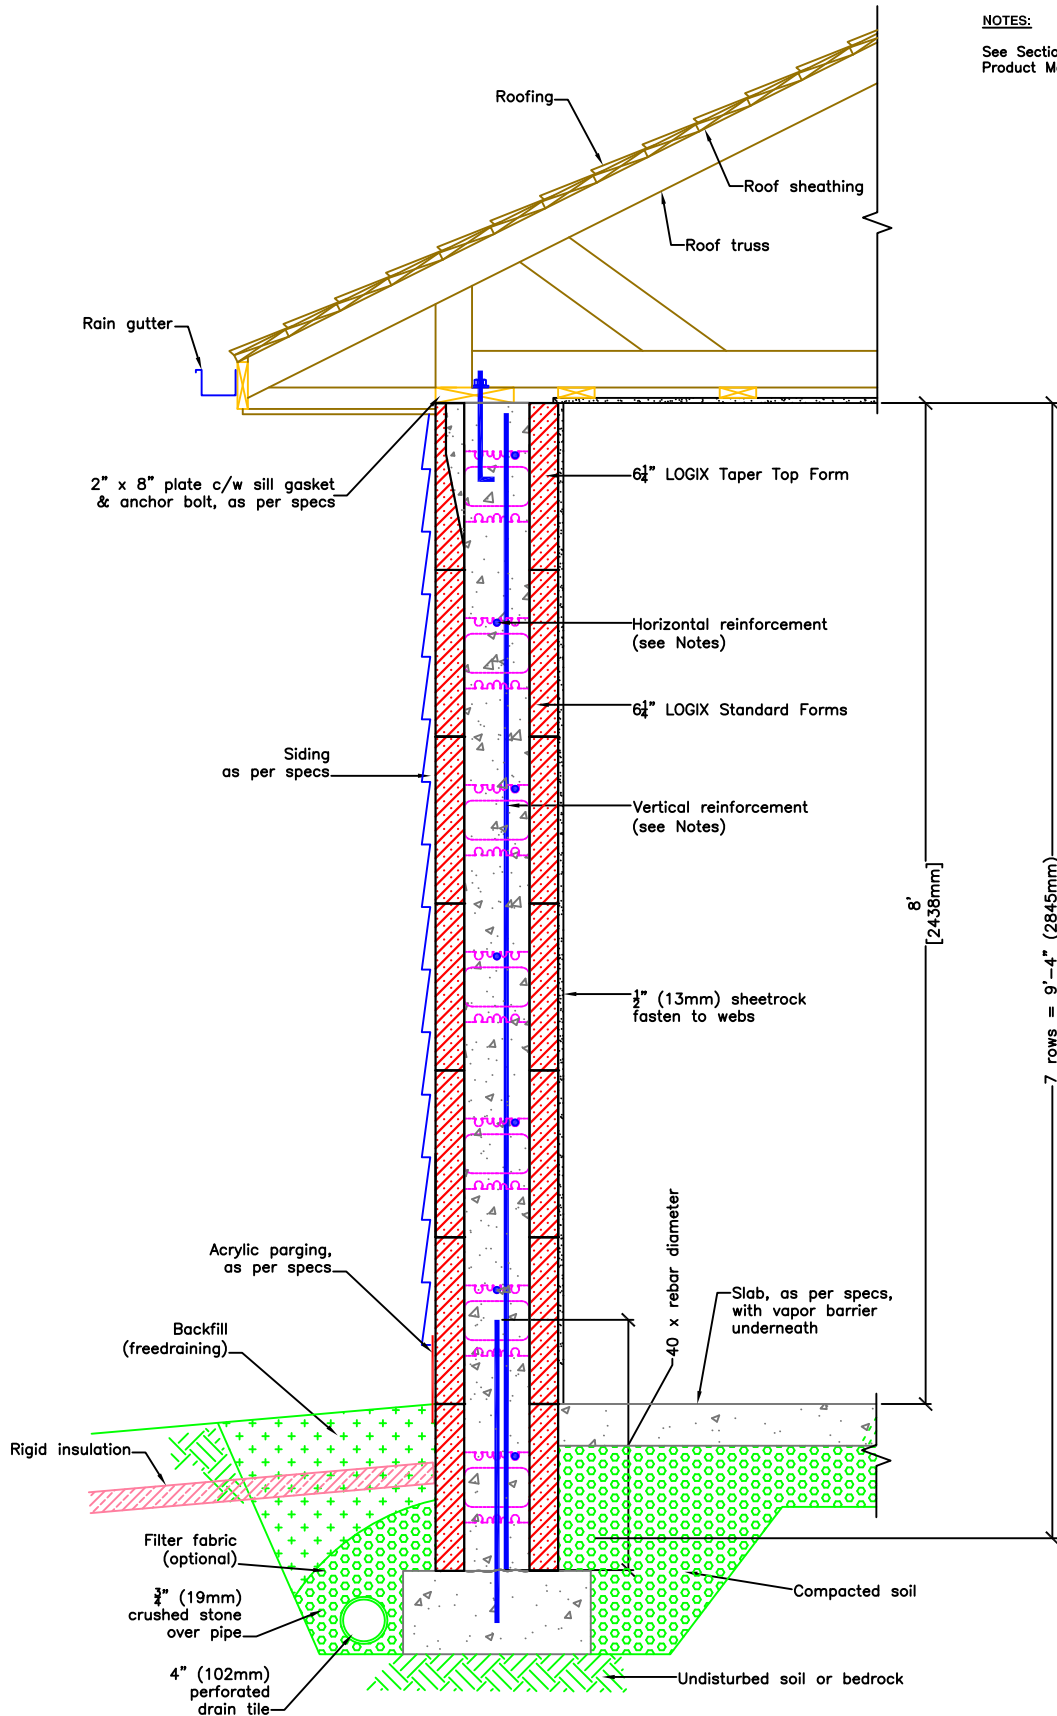 NOTES:
See Sectio
Product M
Roofing
Roof sheathing
Roof truss
Rain gutter
2" x 8" plate c/w sill gasket
& anchor bolt, as per specs
6 1/4" LOGIX Taper Top Form
Horizontal reinforcement
(see Notes)
6 1/4" LOGIX Standard Forms
Siding
as per specs
Vertical reinforcement
(see Notes)
8'
[2438mm]
7 rows = 9'-4" (2845mm)
1/2" (13mm) sheetrock
fasten to webs
40 x rebar diameter
Acrylic parging,
as per specs
Slab, as per specs,
with vapor barrier
underneath
Backfill
(freedraining)
Rigid insulation
Filter fabric
(optional)
3/4" (19mm)
crushed stone
over pipe
Compacted soil
4" (102mm)
perforated
drain tile
Undisturbed soil or bedrock